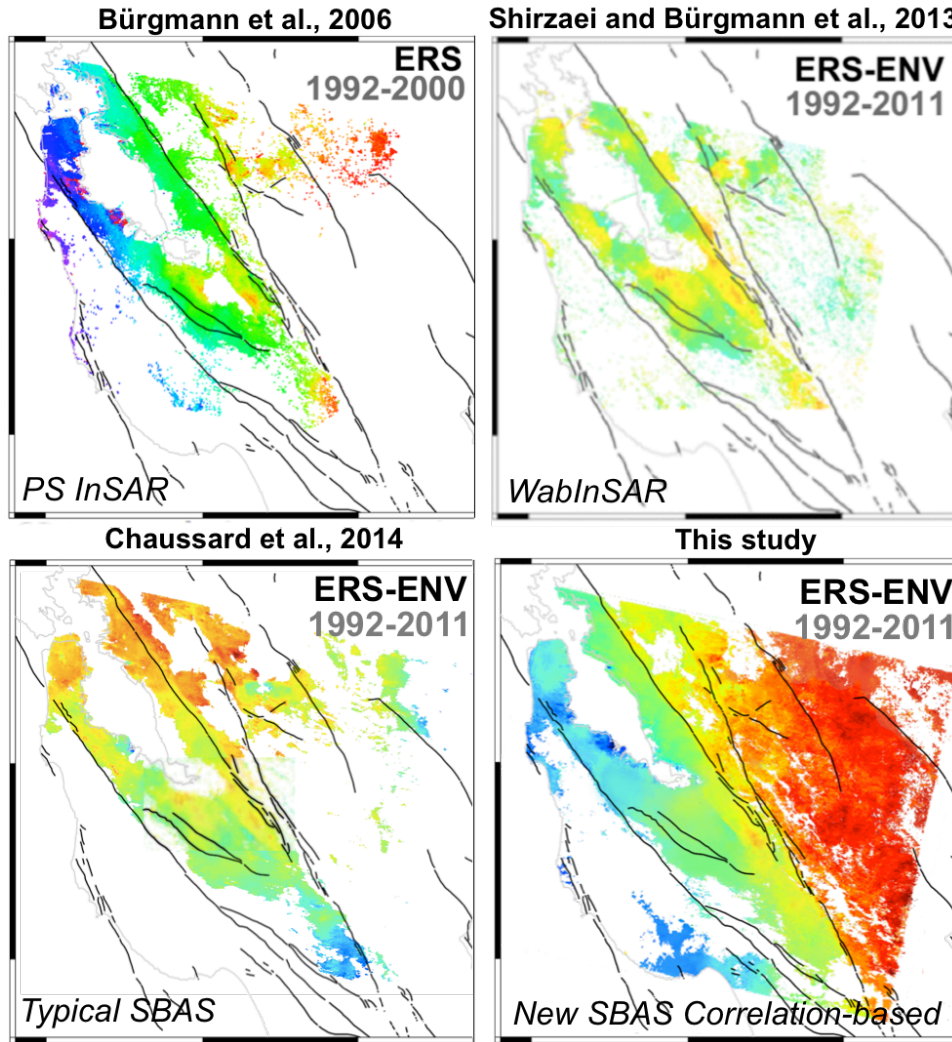 Bürgmann et al., 2006
ERS
1992-2000
PS InSAR
Shirzaei and Bürgmann et al., 2013
ERS-ENV
1992-2011
WabInSAR
Chaussard et al., 2014
ERS-ENV
1992-2011
Typical SBAS
This study
ERS-ENV
1992-2011
New SBAS Correlation-based